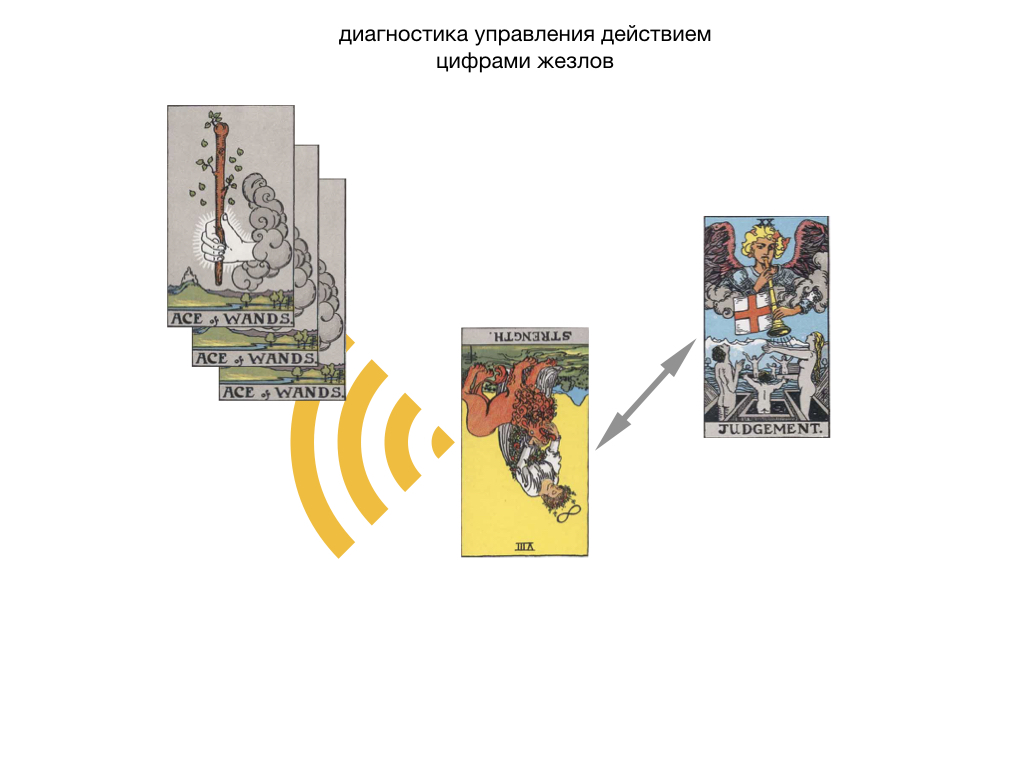 диагностика управления действием
цифрами жезлов
ACE of WANDS.
ACE of WANDS.
ACE of WANDS.
STRENGTH.
VIII
XX
JUDGEMENT.